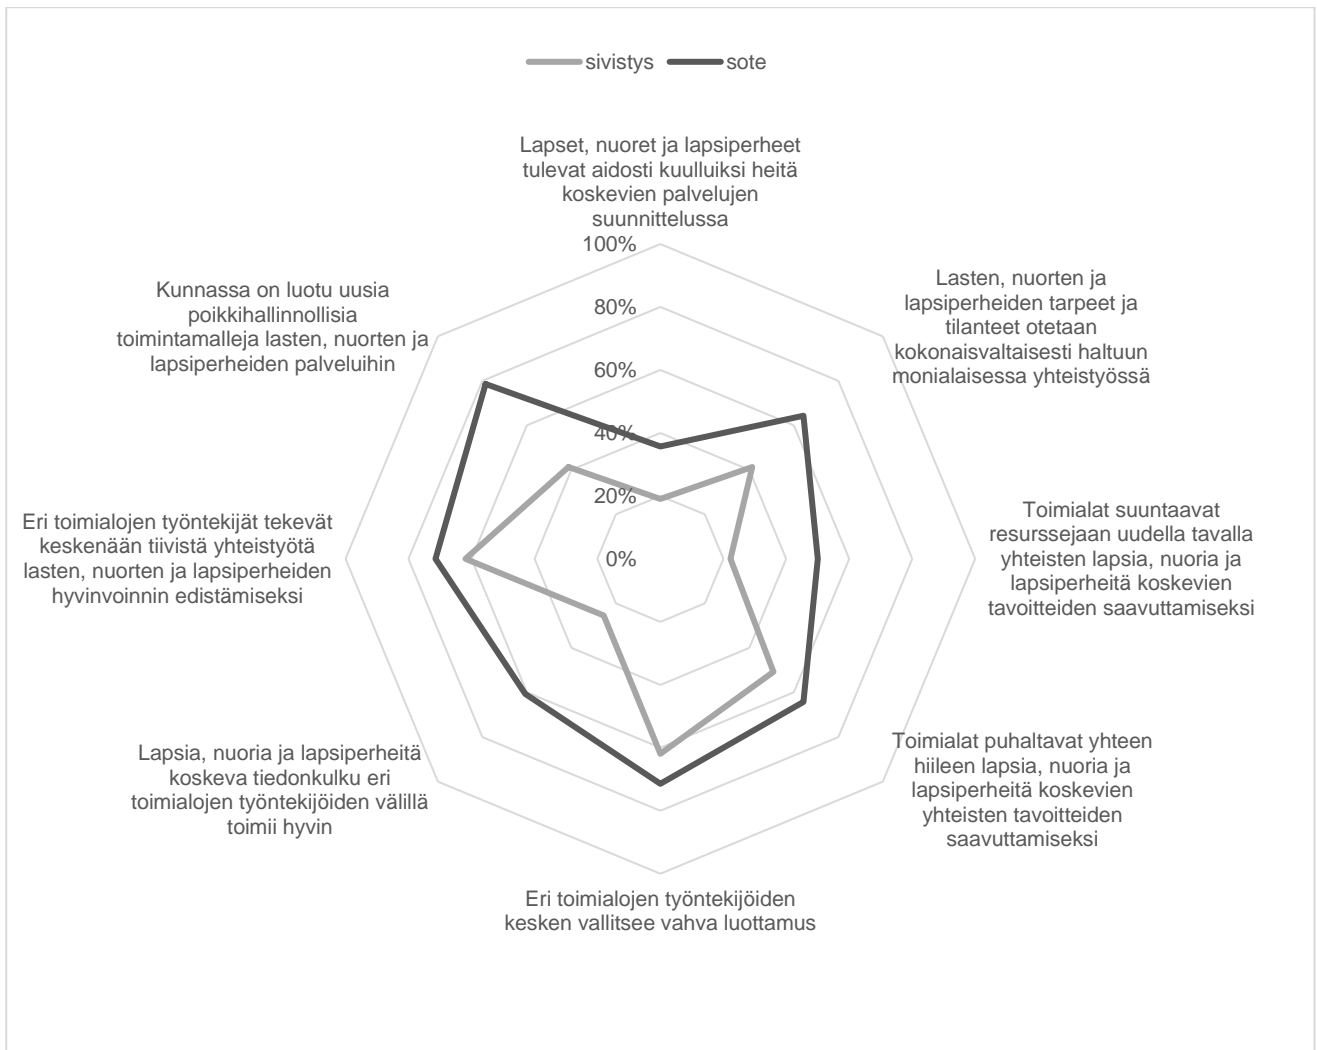 sivistys
sote
Lapset, nuoret ja lapsiperheet
tulevat aidosti kuulluiksi heitä
koskevien palvelujen
suunnittelussa
100%
80%
60%
40%
20%
0%
Lasten, nuorten ja
lapsiperheiden tarpeet ja
tilanteet otetaan
kokonaisvaltaisesti haltuun
monialaisessa yhteistyössä
Toimialat suuntaavat
resurssejaan uudella tavalla
yhteisten lapsia, nuoria ja
lapsiperheitä koskevien
tavoitteiden saavuttamiseksi
Toimialat puhaltavat yhteen
hiileen lapsia, nuoria ja
lapsiperheitä koskevien
yhteisten tavoitteiden
saavuttamiseksi
Eri toimialojen työntekijöiden
kesken vallitsee vahva luottamus
Lapsia, nuoria ja lapsiperheitä
koskeva tiedonkulku eri
toimialojen työntekijöiden välillä
toimii hyvin
Eri toimialojen työntekijät tekevät
keskenään tiivistä yhteistyötä
lasten, nuorten ja lapsiperheiden
hyvinvoinnin edistämiseksi
Kunnassa on luotu uusia
poikkihallinnollisia
toimintamalleja lasten, nuorten ja
lapsiperheiden palveluihin